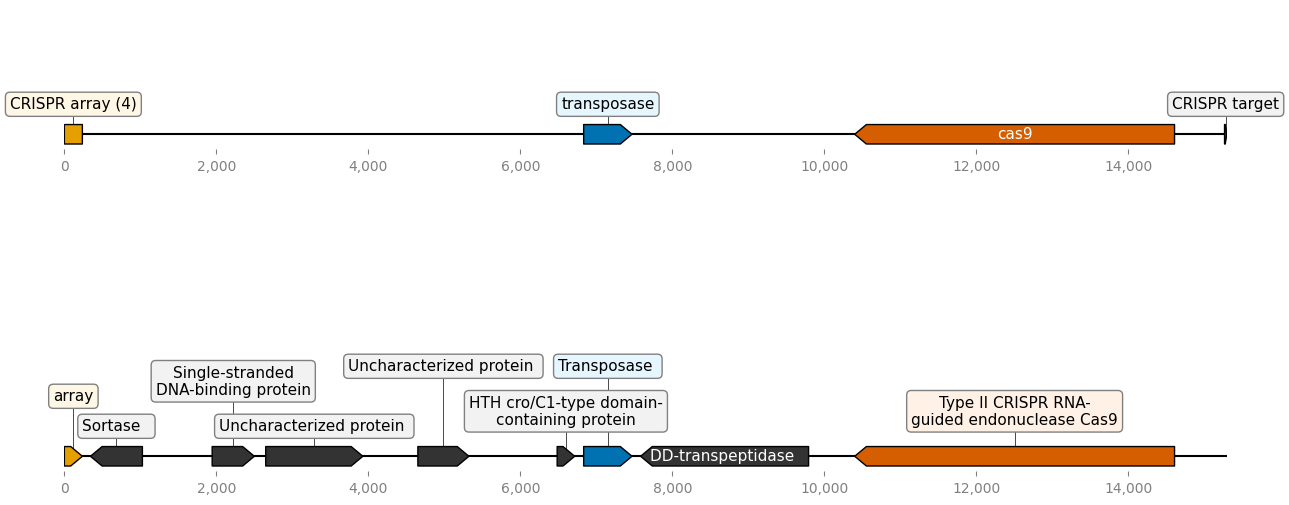 CRISPR array (4)
transposase
CRISPR target
cas9
0
2,000
4,000
6,000
8,000
10,000
12,000
14,000
Single-stranded
DNA-binding protein
Uncharacterized protein
Transposase
array
HTH cro/C1-type domain-
containing protein
Type II CRISPR RNA-
guided endonuclease Cas9
Sortase
Uncharacterized protein
DD-transpeptidase
0
2,000
4,000
6,000
8,000
10,000
12,000
14,000